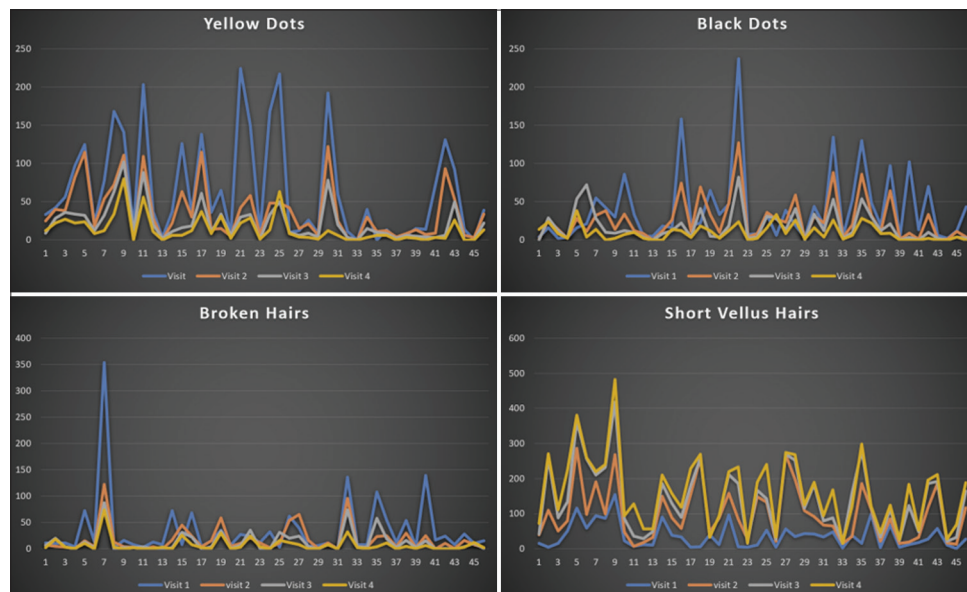 Yellow Dots
250
200
150
100
50
0
1 3 5 7 9 11 13 15 17 19 21 23 25 27 29 31 33 35 37 39 41 43 45
Visit Visit 2 Visit 3 Visit 4
Black Dots
250
200
150
100
50
0
1 3 5 7 9 11 13 15 17 19 21 23 25 27 29 31 33 35 37 39 41 43 45
Visit 1 Visit 2 Visit 3 Visit 4
Broken Hairs
400
350
300
250
200
150
100
50
0
1 3 5 7 9 11 13 15 17 19 21 23 25 27 29 31 33 35 37 39 41 43 45
Visit 1 visit 2 Visit 3 Visit 4
Short Vellus Hairs
600
500
400
300
200
100
0
1 3 5 7 9 11 13 15 17 19 21 23 25 27 29 31 33 35 37 39 41 43 45
Visit 1 visit 2 Visit 3 Visit 4